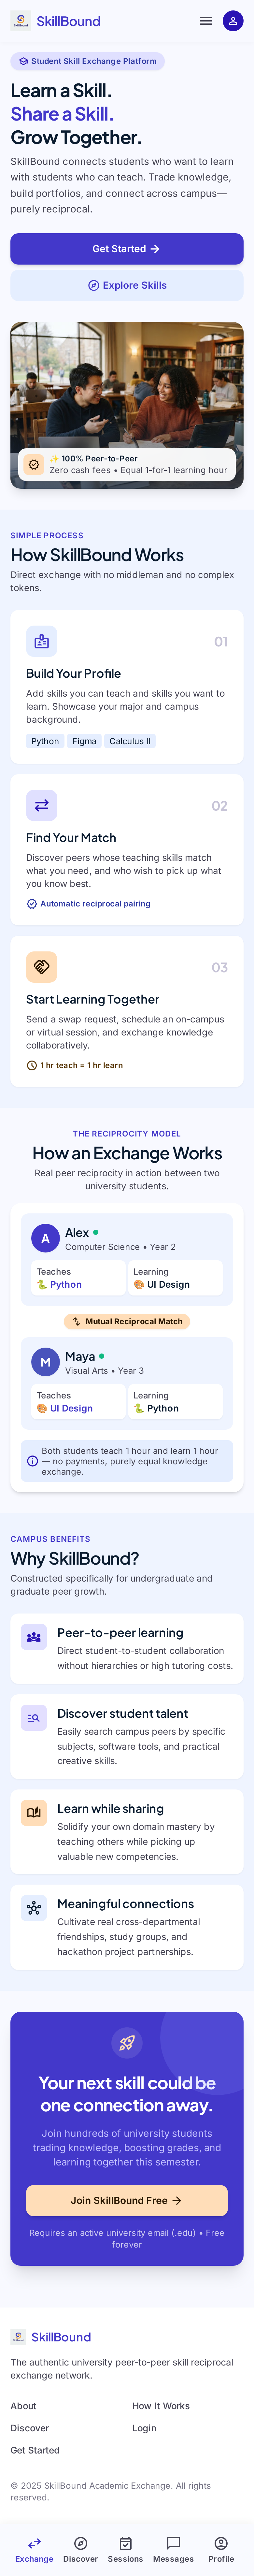 SkillBound
Student Skill Exchange Platform
Learn a Skill.
Share a Skill.
Grow Together.
SkillBound connects students who want to learn
with students who can teach. Trade knowledge,
build portfolios, and connect across campus—
purely reciprocal.
Get Started →
Explore Skills
✨ 100% Peer-to-Peer
Zero cash fees • Equal 1-for-1 learning hour
SIMPLE PROCESS
How SkillBound Works
Direct exchange with no middleman and no complex
tokens.
01
Build Your Profile
Add skills you can teach and skills you want to
learn. Showcase your major and campus
background.
Python Figma Calculus II
02
Find Your Match
Discover peers whose teaching skills match
what you need, and who wish to pick up what
you know best.
Automatic reciprocal pairing
03
Start Learning Together
Send a swap request, schedule an on-campus
or virtual session, and exchange knowledge
collaboratively.
1 hr teach = 1 hr learn
THE RECIPROCITY MODEL
How an Exchange Works
Real peer reciprocity in action between two
university students.
A
Alex
Computer Science • Year 2
Teaches
🐍 Python
Learning
🎨 UI Design
Mutual Reciprocal Match
M
Maya
Visual Arts • Year 3
Teaches
🎨 UI Design
Learning
🐍 Python
Both students teach 1 hour and learn 1 hour
— no payments, purely equal knowledge
exchange.
CAMPUS BENEFITS
Why SkillBound?
Constructed specifically for undergraduate and
graduate peer growth.
Peer-to-peer learning
Direct student-to-student collaboration
without hierarchies or high tutoring costs.
Discover student talent
Easily search campus peers by specific
subjects, software tools, and practical
creative skills.
Learn while sharing
Solidify your own domain mastery by
teaching others while picking up
valuable new competencies.
Meaningful connections
Cultivate real cross-departmental
friendships, study groups, and
hackathon project partnerships.
Your next skill could be
one connection away.
Join hundreds of university students
trading knowledge, boosting grades, and
learning together this semester.
Join SkillBound Free →
Requires an active university email (.edu) • Free
forever
SkillBound
The authentic university peer-to-peer skill reciprocal
exchange network.
About
How It Works
Discover
Login
Get Started
© 2025 SkillBound Academic Exchange. All rights
reserved.
Exchange Discover Sessions Messages Profile